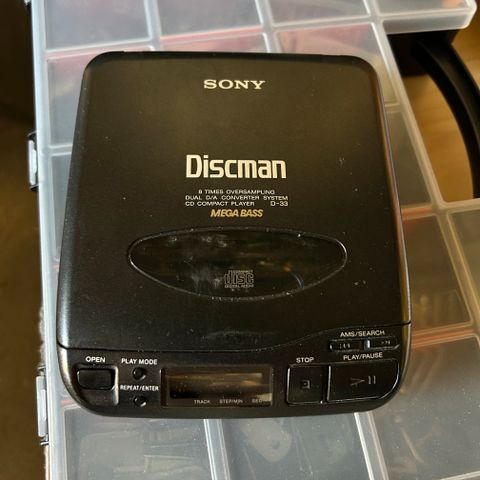 SONY
Discman
8 TIMES OVERSAMPLING
DUAL D/A CONVERTER SYSTEM
CD COMPACT PLAYER D-33
MEGA BASS
COMPACT
disc
DIGITAL AUDIO
AMS/SEARCH
OPEN PLAY MODE STOP PLAY/PAUSE
REPEAT/ENTER
TRACK STEP/MIN SEC